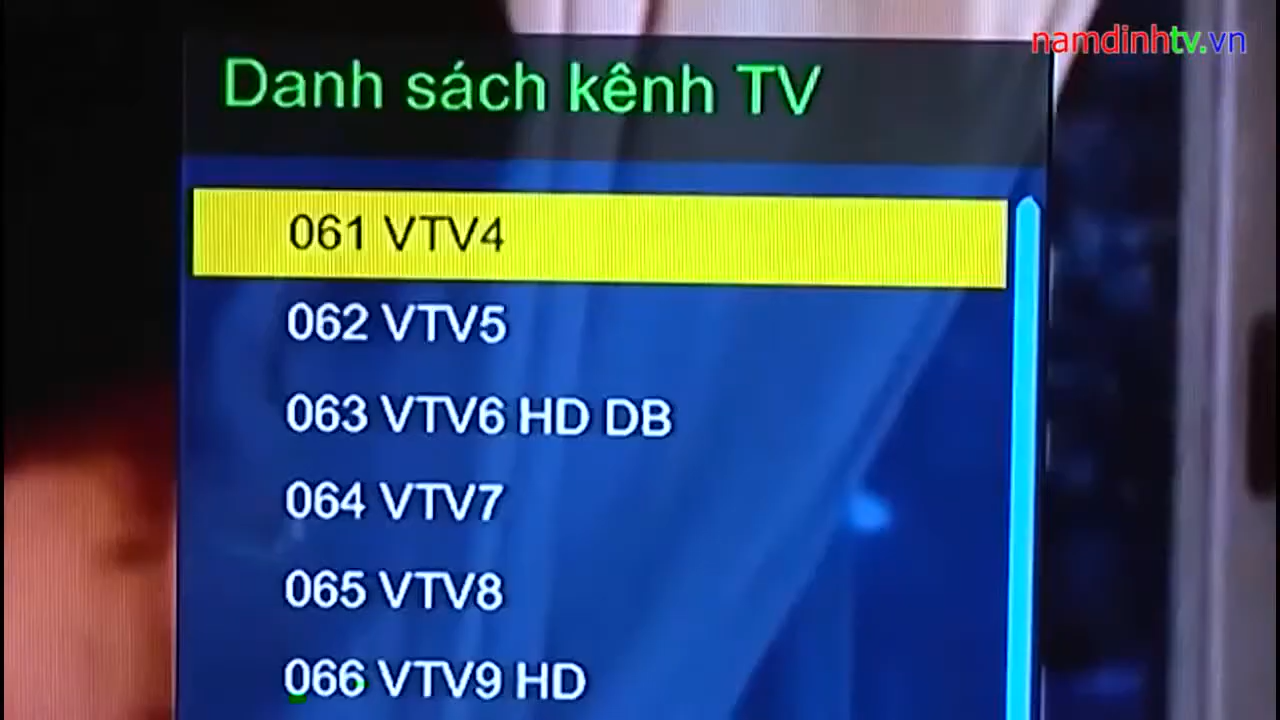 namdinhtv.vn
Danh sách kênh TV
061 VTV4
062 VTV5
063 VTV6 HD DB
064 VTV7
065 VTV8
066 VTV9 HD